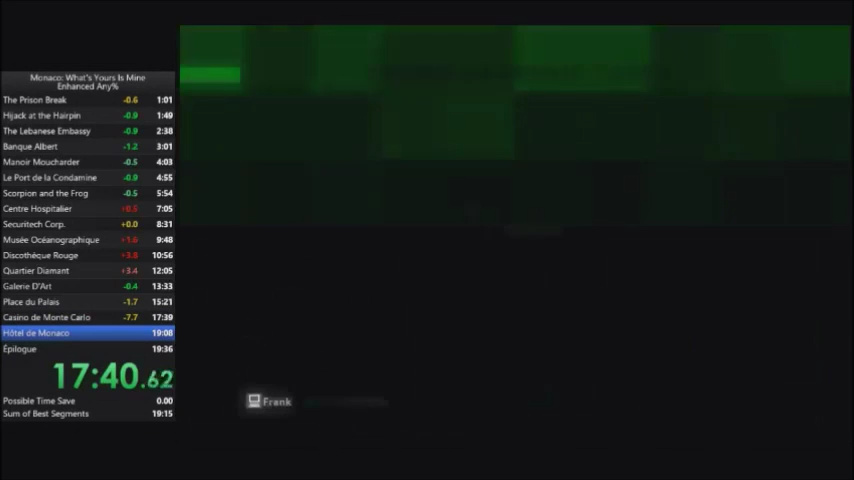 Monaco: What's Yours Is Mine
Enhanced Any%
The Prison Break -0.6 1:01
Hijack at the Hairpin -0.9 1:49
The Lebanese Embassy -0.9 2:38
Banque Albert -1.2 3:01
Manoir Moucharder -0.5 4:03
Le Port de la Condamine -0.9 4:55
Scorpion and the Frog -0.5 5:54
Centre Hospitalier +0.5 7:05
Securitech Corp. +0.0 8:31
Musée Océanographique +1.6 9:48
Discothèque Rouge +3.8 10:56
Quartier Diamant +3.4 12:05
Galerie D'Art -0.4 13:33
Place du Palais -1.7 15:21
Casino de Monte Carlo -7.7 17:39
Hôtel de Monaco 19:08
Épilogue 19:36
17:40.62
Possible Time Save 0.00
Sum of Best Segments 19:15
Frank